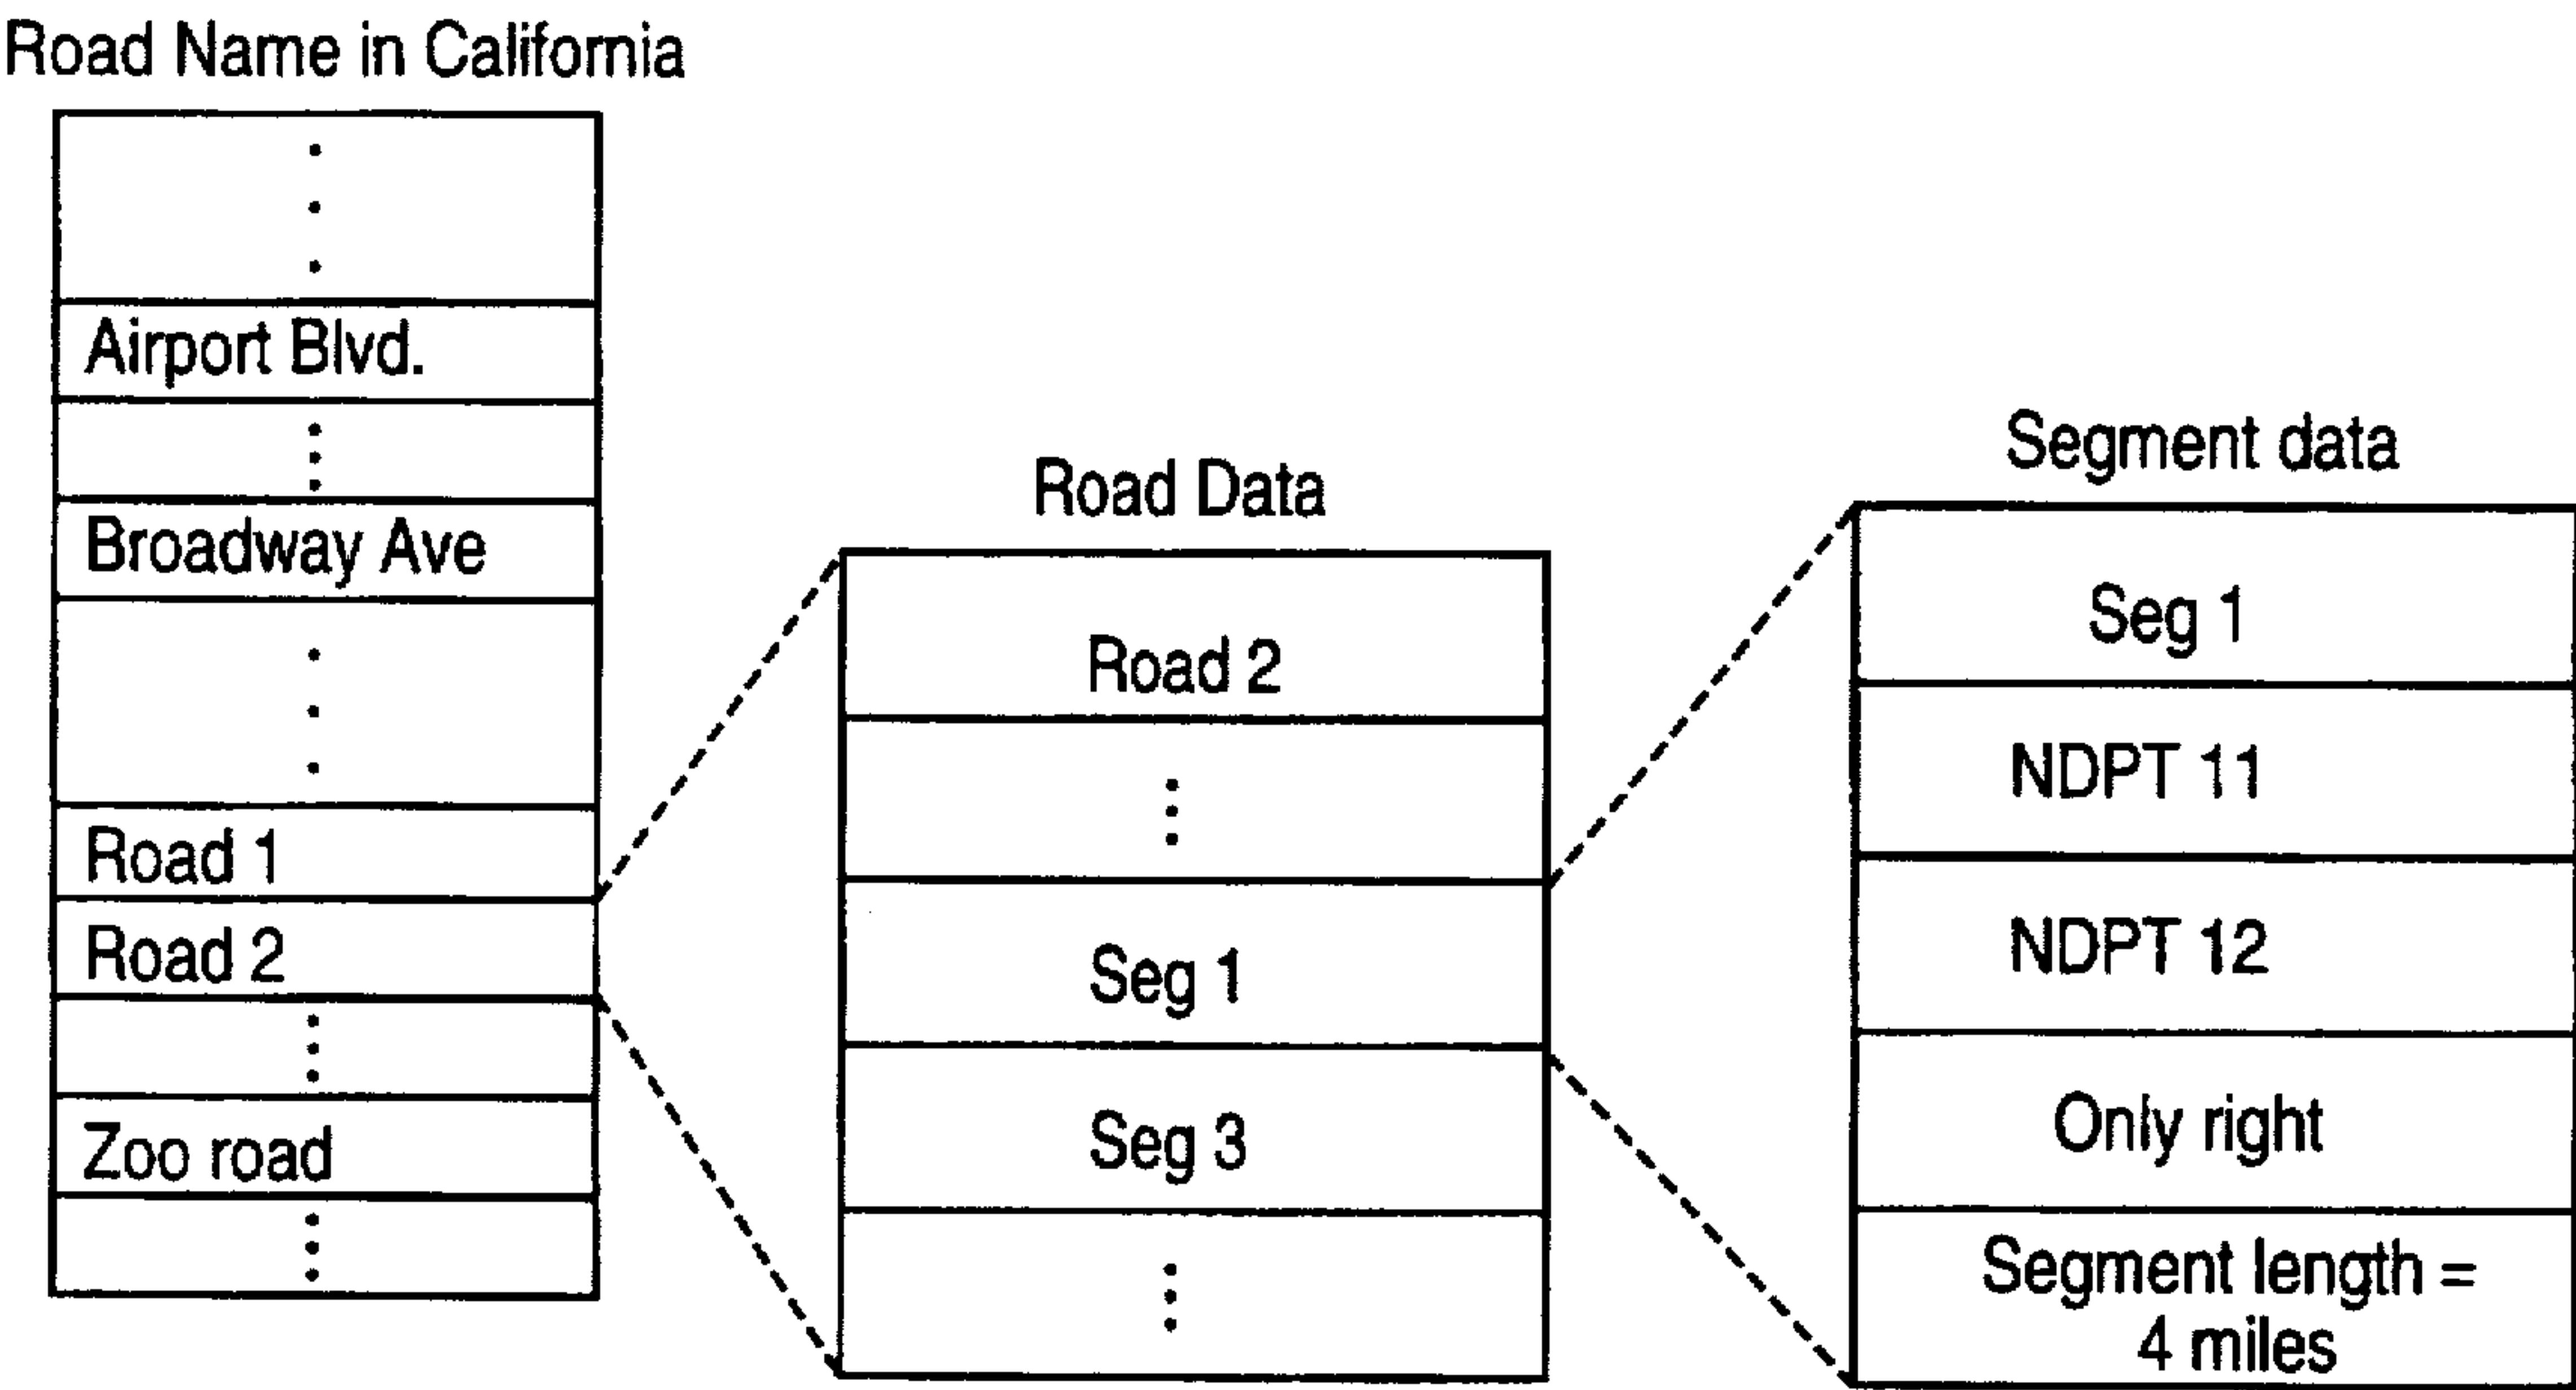 Road Name in California
Airport Blvd.
Broadway Ave
Road 1
Road 2
Zoo road
Road Data
Road 2
Seg 1
Seg 3
Segment data
Seg 1
NDPT 11
NDPT 12
Only right
Segment length =
4 miles